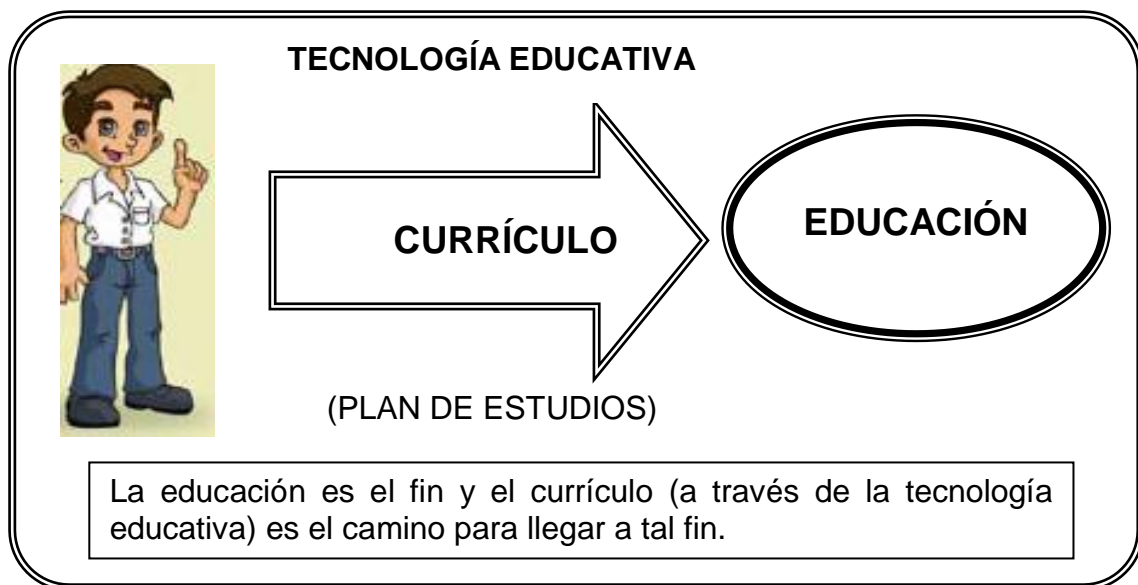 TECNOLOGÍA EDUCATIVA
CURRÍCULO
EDUCACIÓN
(PLAN DE ESTUDIOS)
La educación es el fin y el currículo (a través de la tecnología
educativa) es el camino para llegar a tal fin.